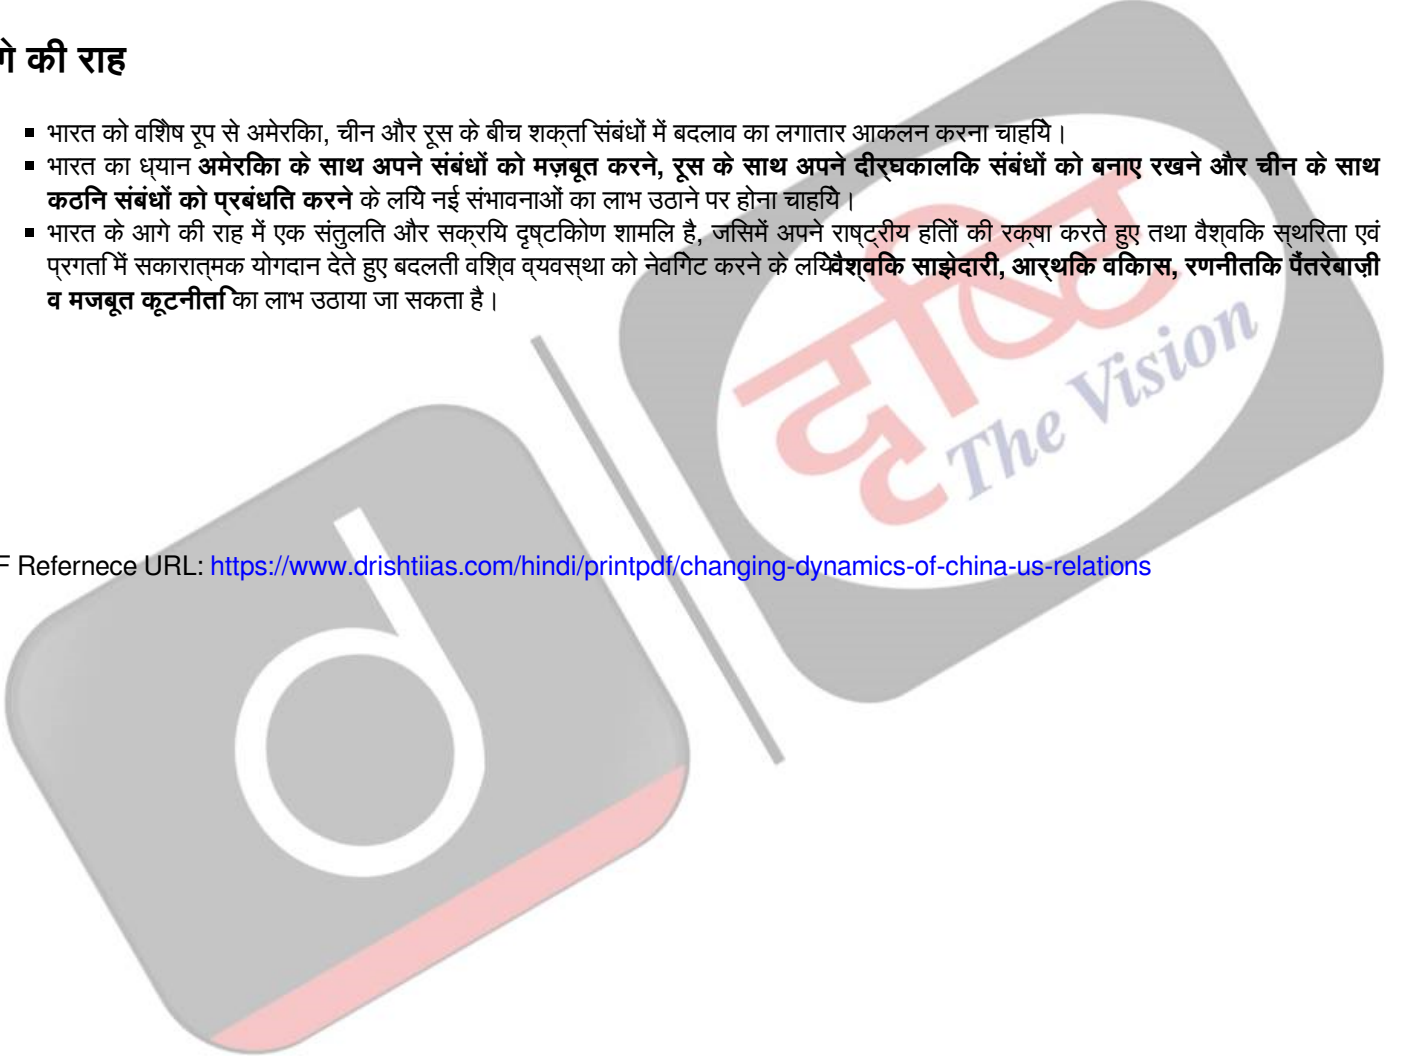 गे की राह
भारत को विशेष रूप से अमेरिका, चीन और रूस के बीच शक्ति संबंधों में बदलाव का लगातार आकलन करना चाहिये।
भारत का ध्यान अमेरिका के साथ अपने संबंधों को मज़बूत करने, रूस के साथ अपने दीर्घकालिक संबंधों को बनाए रखने और चीन के साथ
कठिन संबंधों को प्रबंधित करने के लिये नई संभावनाओं का लाभ उठाने पर होना चाहिये।
भारत के आगे की राह में एक संतुलित और सक्रिय दृष्टिकोण शामिल है, जिसमें अपने राष्ट्रीय हितों की रक्षा करते हुए तथा वैश्विक स्थिरता एवं
प्रगति में सकारात्मक योगदान देते हुए बदलती विश्व व्यवस्था को नेविगेट करने के लिये वैश्विक साझेदारी, आर्थिक विकास, रणनीतिक पैंतरेबाज़ी
व मजबूत कूटनीति का लाभ उठाया जा सकता है।
दृष्टि
The Vision
d
F Refernece URL: https://www.drishtiias.com/hindi/printpdf/changing-dynamics-of-china-us-relations